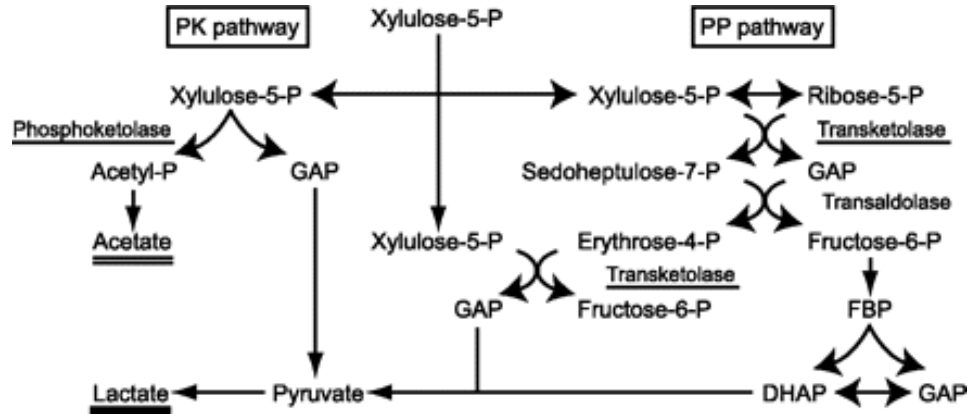 PK pathway
Xylulose-5-P
PP pathway
Xylulose-5-P
Xylulose-5-P
Ribose-5-P
Phosphoketolase
Transketolase
Acetyl-P
GAP
Sedoheptulose-7-P
GAP
Transaldolase
Acetate
Xylulose-5-P
Erythrose-4-P
Fructose-6-P
Transketolase
GAP
Fructose-6-P
FBP
Lactate
Pyruvate
DHAP
GAP